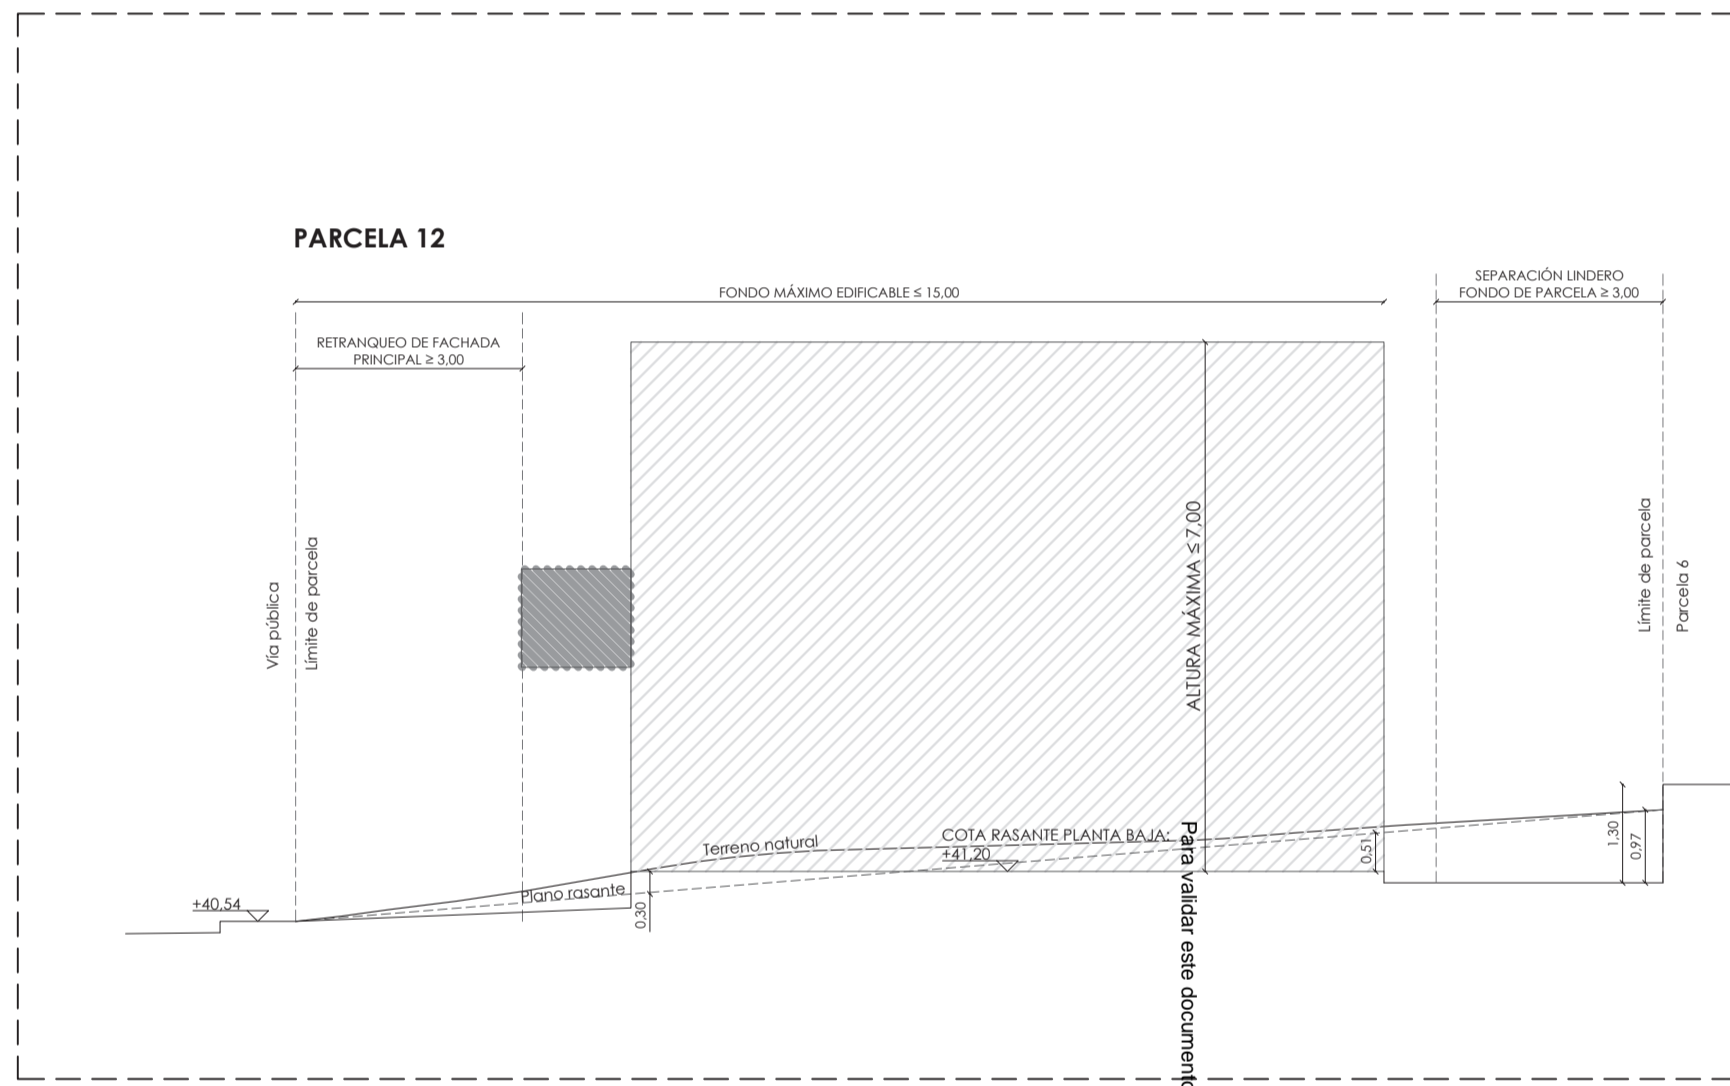 PARCELA 12
SEPARACIÓN LINDERO
FONDO DE PARCELA ≥ 3,00
FONDO MÁXIMO EDIFICABLE ≤ 15,00
RETRANQUEO DE FACHADA
PRINCIPAL ≥ 3,00
Vía pública
Límite de parcela
ALTURA MÁXIMA ≤ 7,00
Límite de parcela
Parcela 6
Terreno natural
COTA RASANTE PLANTA BAJA:
+41,20
Plano rasante
+40,54
0,30
0,51
1,30
0,97
Para validar este documento